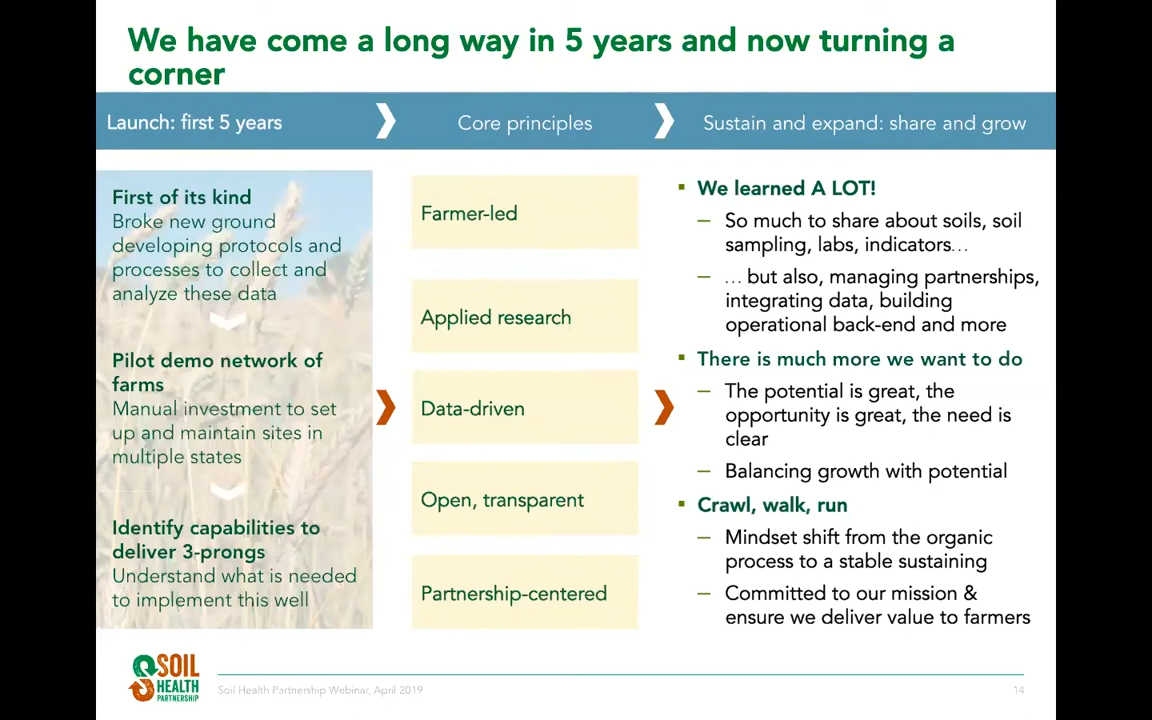 We have come a long way in 5 years and now turning a
corner
Launch: first 5 years
Core principles
Sustain and expand: share and grow
First of its kind
Broke new ground
developing protocols and
processes to collect and
analyze these data
Pilot demo network of
farms
Manual investment to set
up and maintain sites in
multiple states
Identify capabilities to
deliver 3-prongs
Understand what is needed
to implement this well
Farmer-led
Applied research
Data-driven
Open, transparent
Partnership-centered
▪ We learned A LOT!
– So much to share about soils, soil
sampling, labs, indicators…
– … but also, managing partnerships,
integrating data, building
operational back-end and more
▪ There is much more we want to do
– The potential is great, the
opportunity is great, the need is
clear
– Balancing growth with potential
▪ Crawl, walk, run
– Mindset shift from the organic
process to a stable sustaining
– Committed to our mission &
ensure we deliver value to farmers
SOIL
HEALTH
PARTNERSHIP
Soil Health Partnership Webinar, April 2019
14